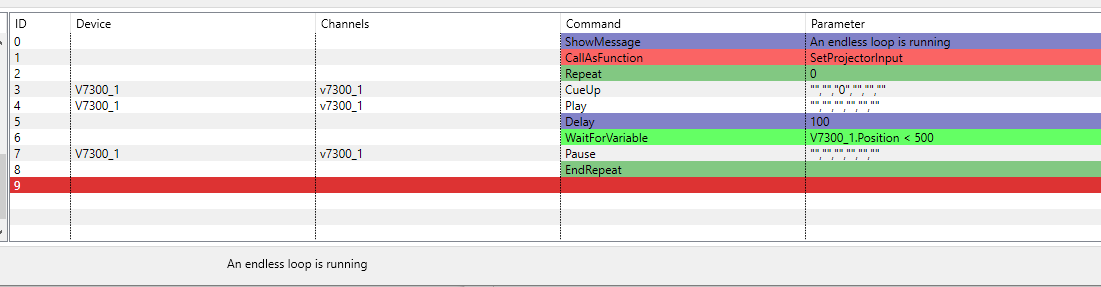 ID Device Channels Command Parameter
0 ShowMessage An endless loop is running
1 CallAsFunction SetProjectorInput
2 Repeat 0
3 V7300_1 v7300_1 CueUp "","","0","","",""
4 V7300_1 v7300_1 Play "","","","","",""
5 Delay 100
6 WaitForVariable V7300_1.Position < 500
7 V7300_1 v7300_1 Pause "","","","","",""
8 EndRepeat
9
An endless loop is running